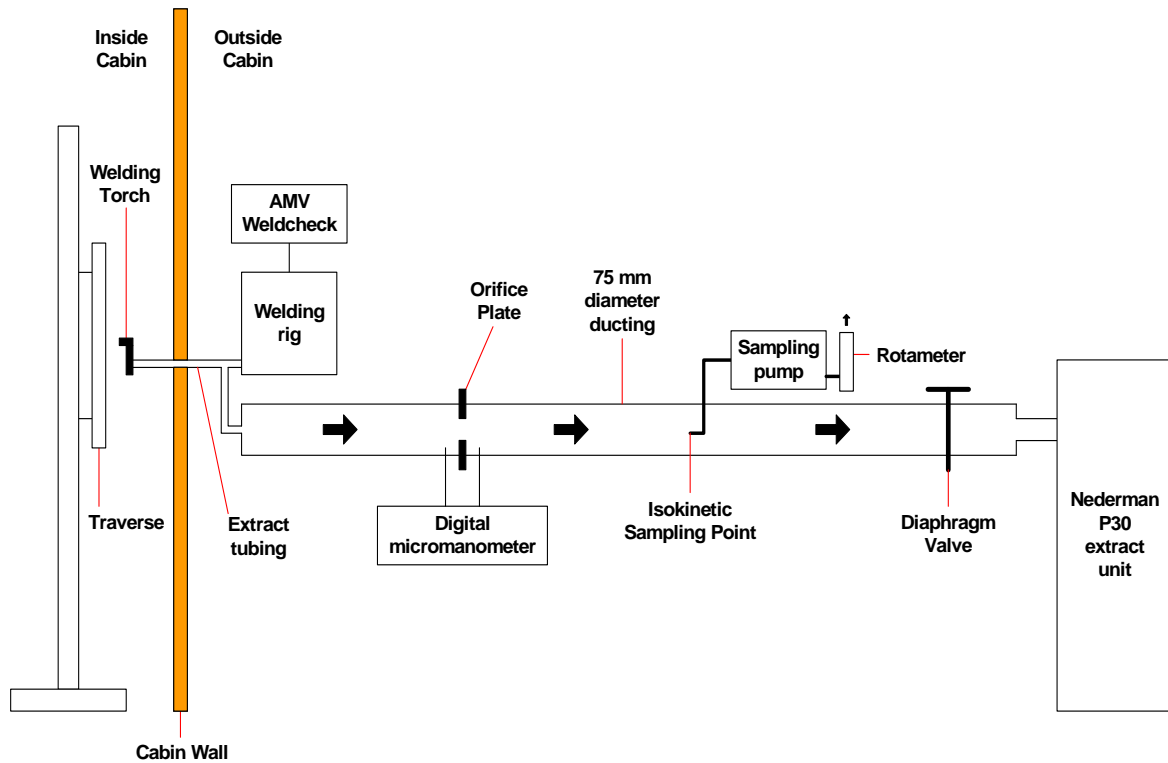 Inside
Cabin
Outside
Cabin
Welding
Torch
AMV
Weldcheck
Welding
rig
Orifice
Plate
75 mm
diameter
ducting
Sampling
pump
Rotameter
Traverse
Extract
tubing
Digital
micromanometer
Isokinetic
Sampling Point
Diaphragm
Valve
Nederman
P30
extract
unit
Cabin Wall